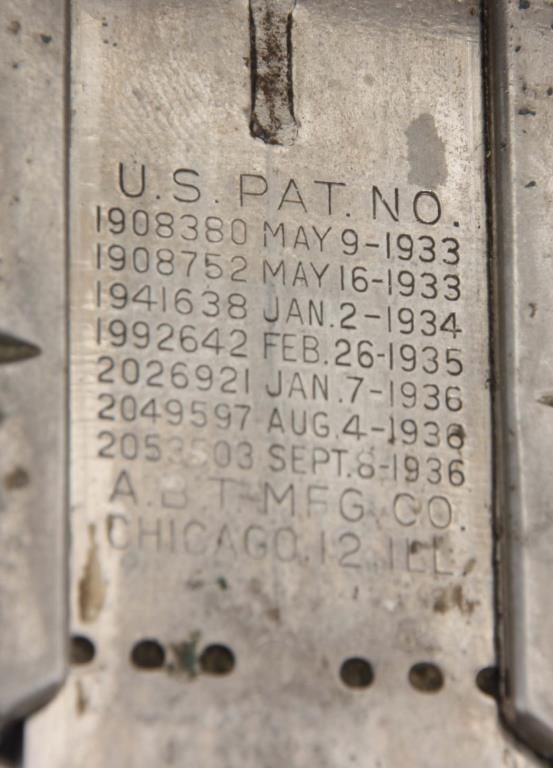 U.S. PAT. NO.
1908380 MAY 9-1933
1908752 MAY 16-1933
1941638 JAN. 2-1934
1992642 FEB. 26-1935
2026921 JAN. 7-1936
2049597 AUG. 4-1936
SEPT. 8-1936
A.B.T. MFG. CO.
CHICAGO. 12. ILL.